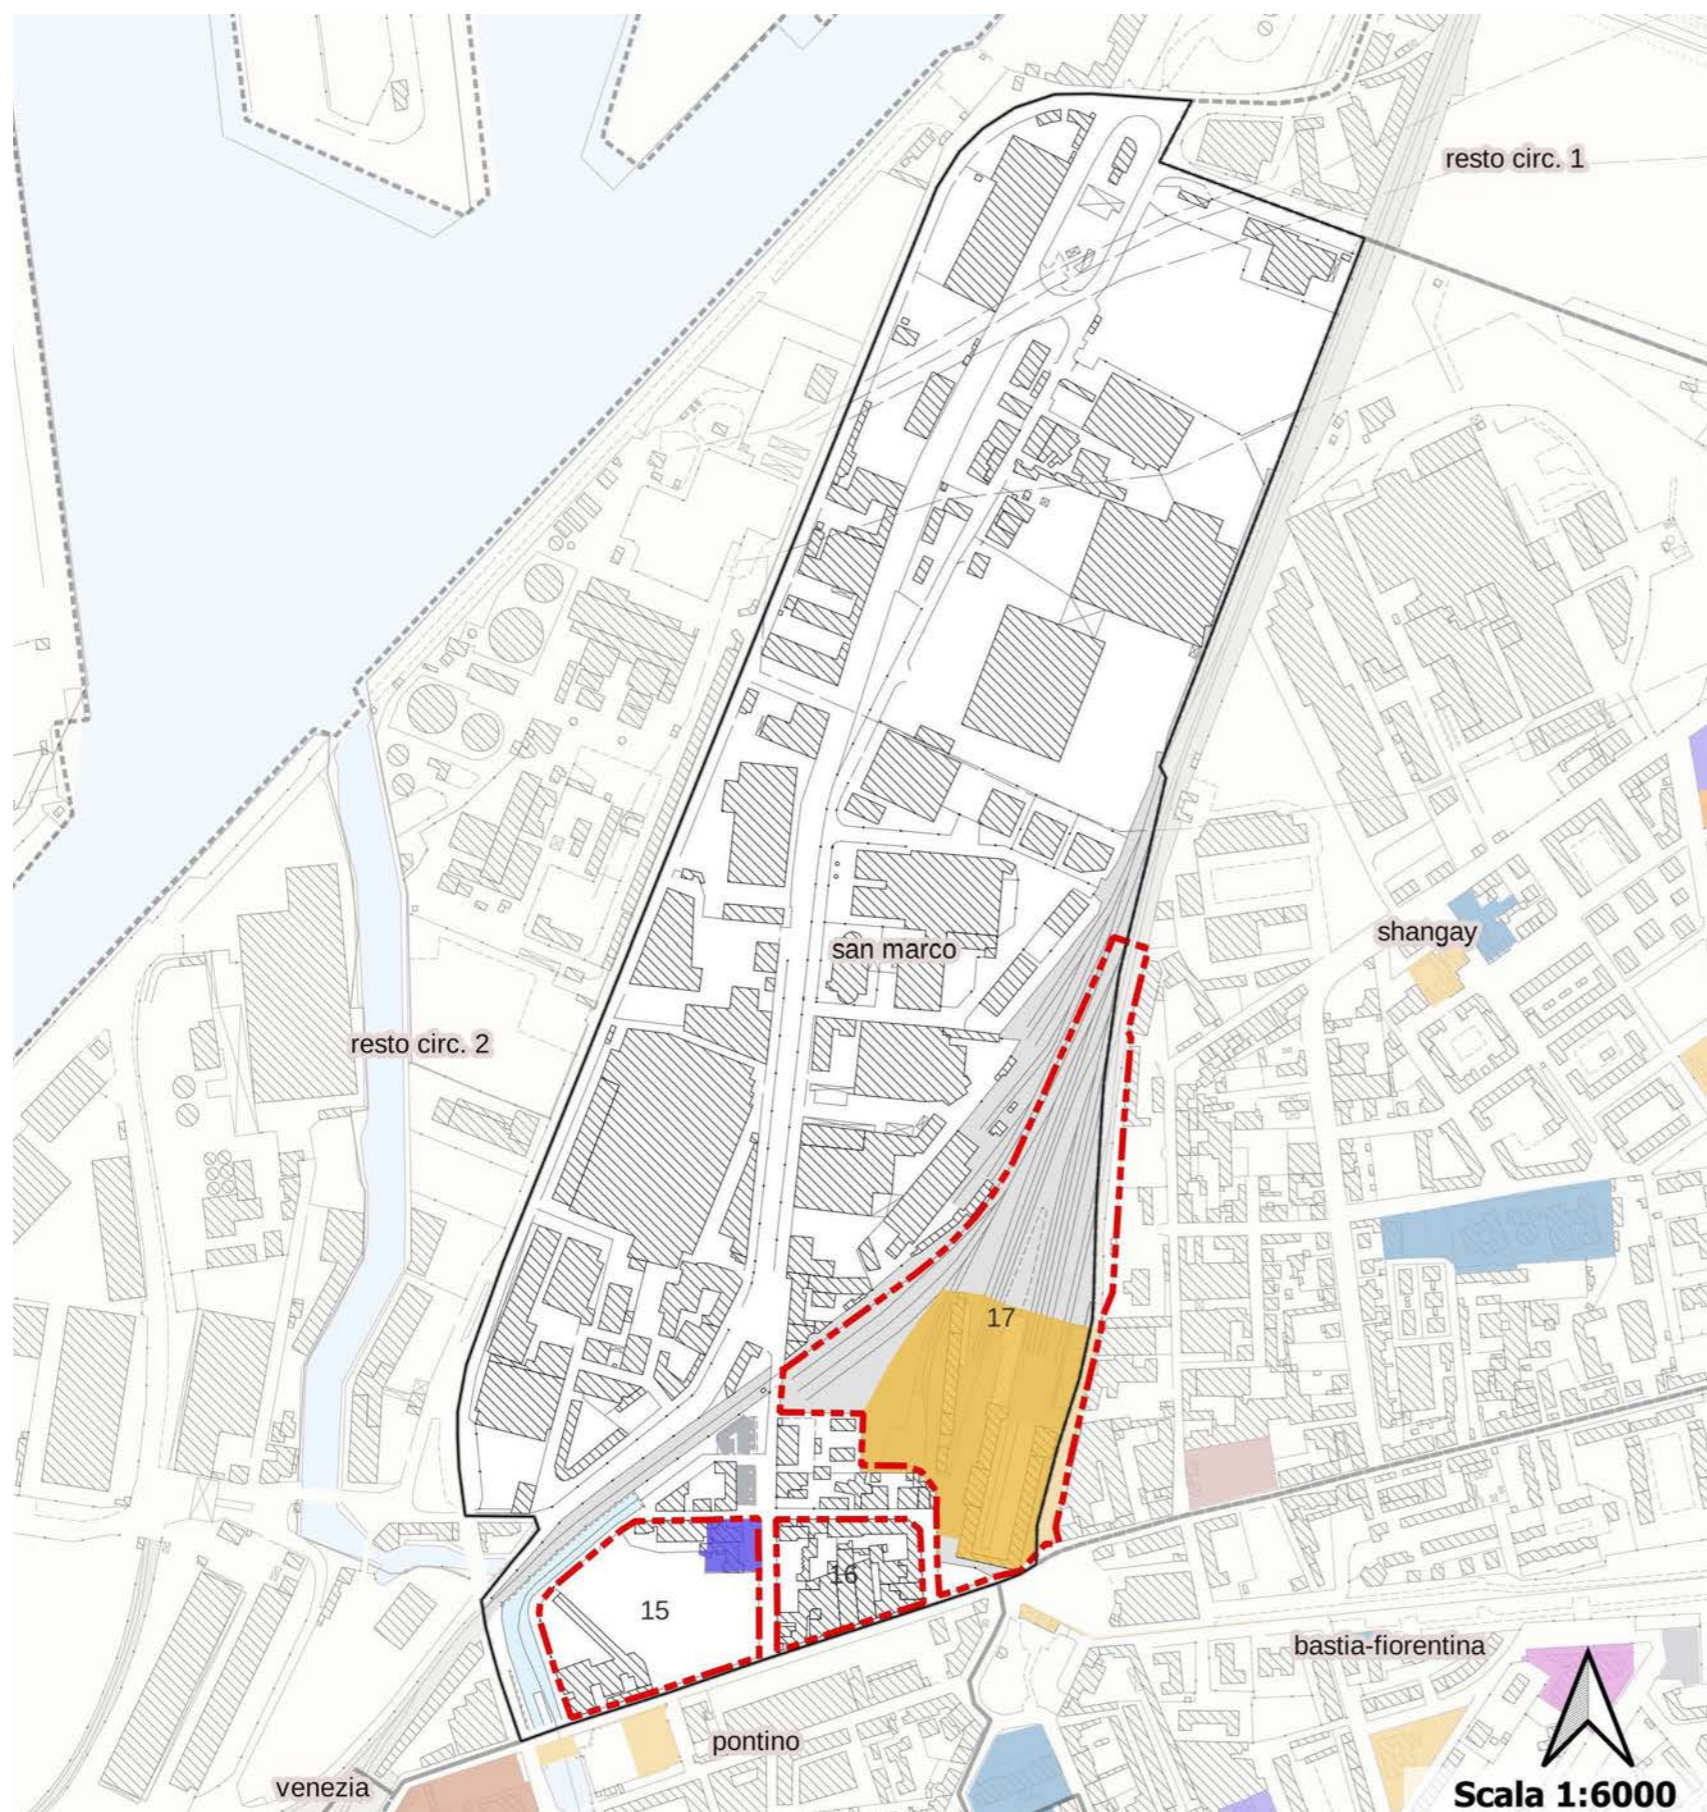 resto circ. 1
shangay
san marco
resto circ. 2
17
16
15
bastia-fiorentina
pontino
venezia
Scala 1:6000